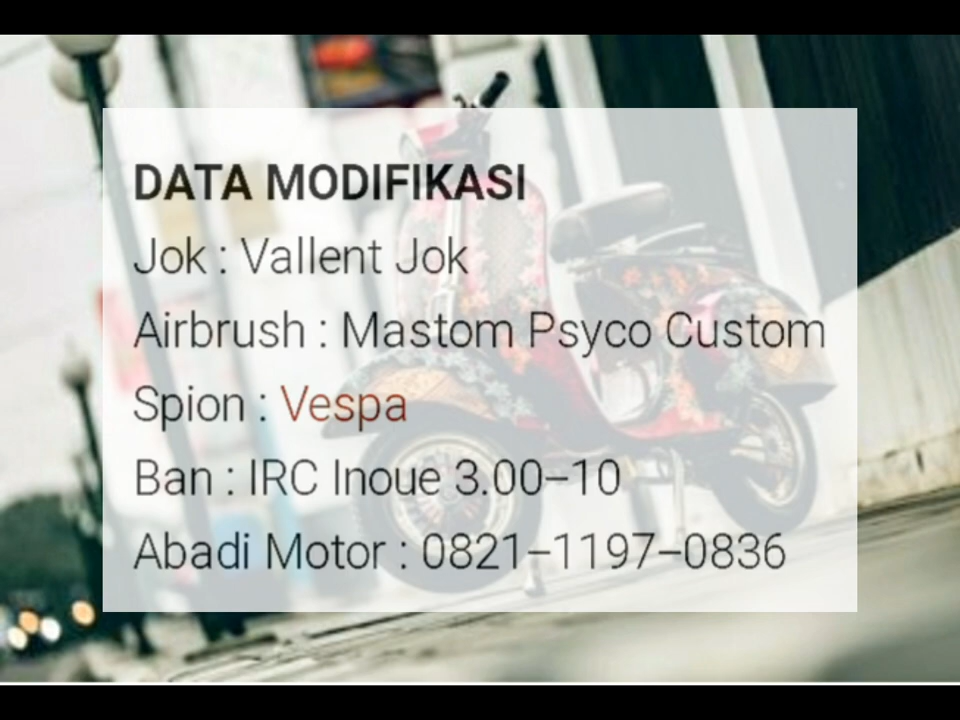 DATA MODIFIKASI
Jok : Vallent Jok
Airbrush : Mastom Psyco Custom
Spion : Vespa
Ban : IRC Inoue 3.00–10
Abadi Motor : 0821–1197–0836